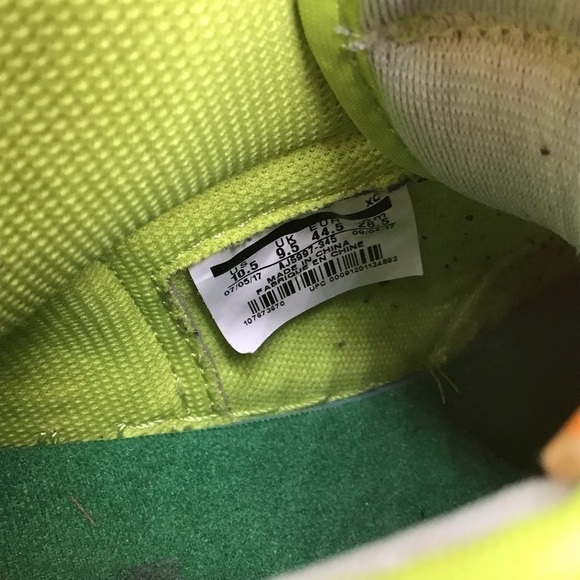 XC
US UK EUR cm
10.5 9.5 44.5 28.5
07/05/17 AJ5997-345 09/02/17
MADE IN CHINA
FABRIQUE EN CHINE
UPC 00091201134892
107673670